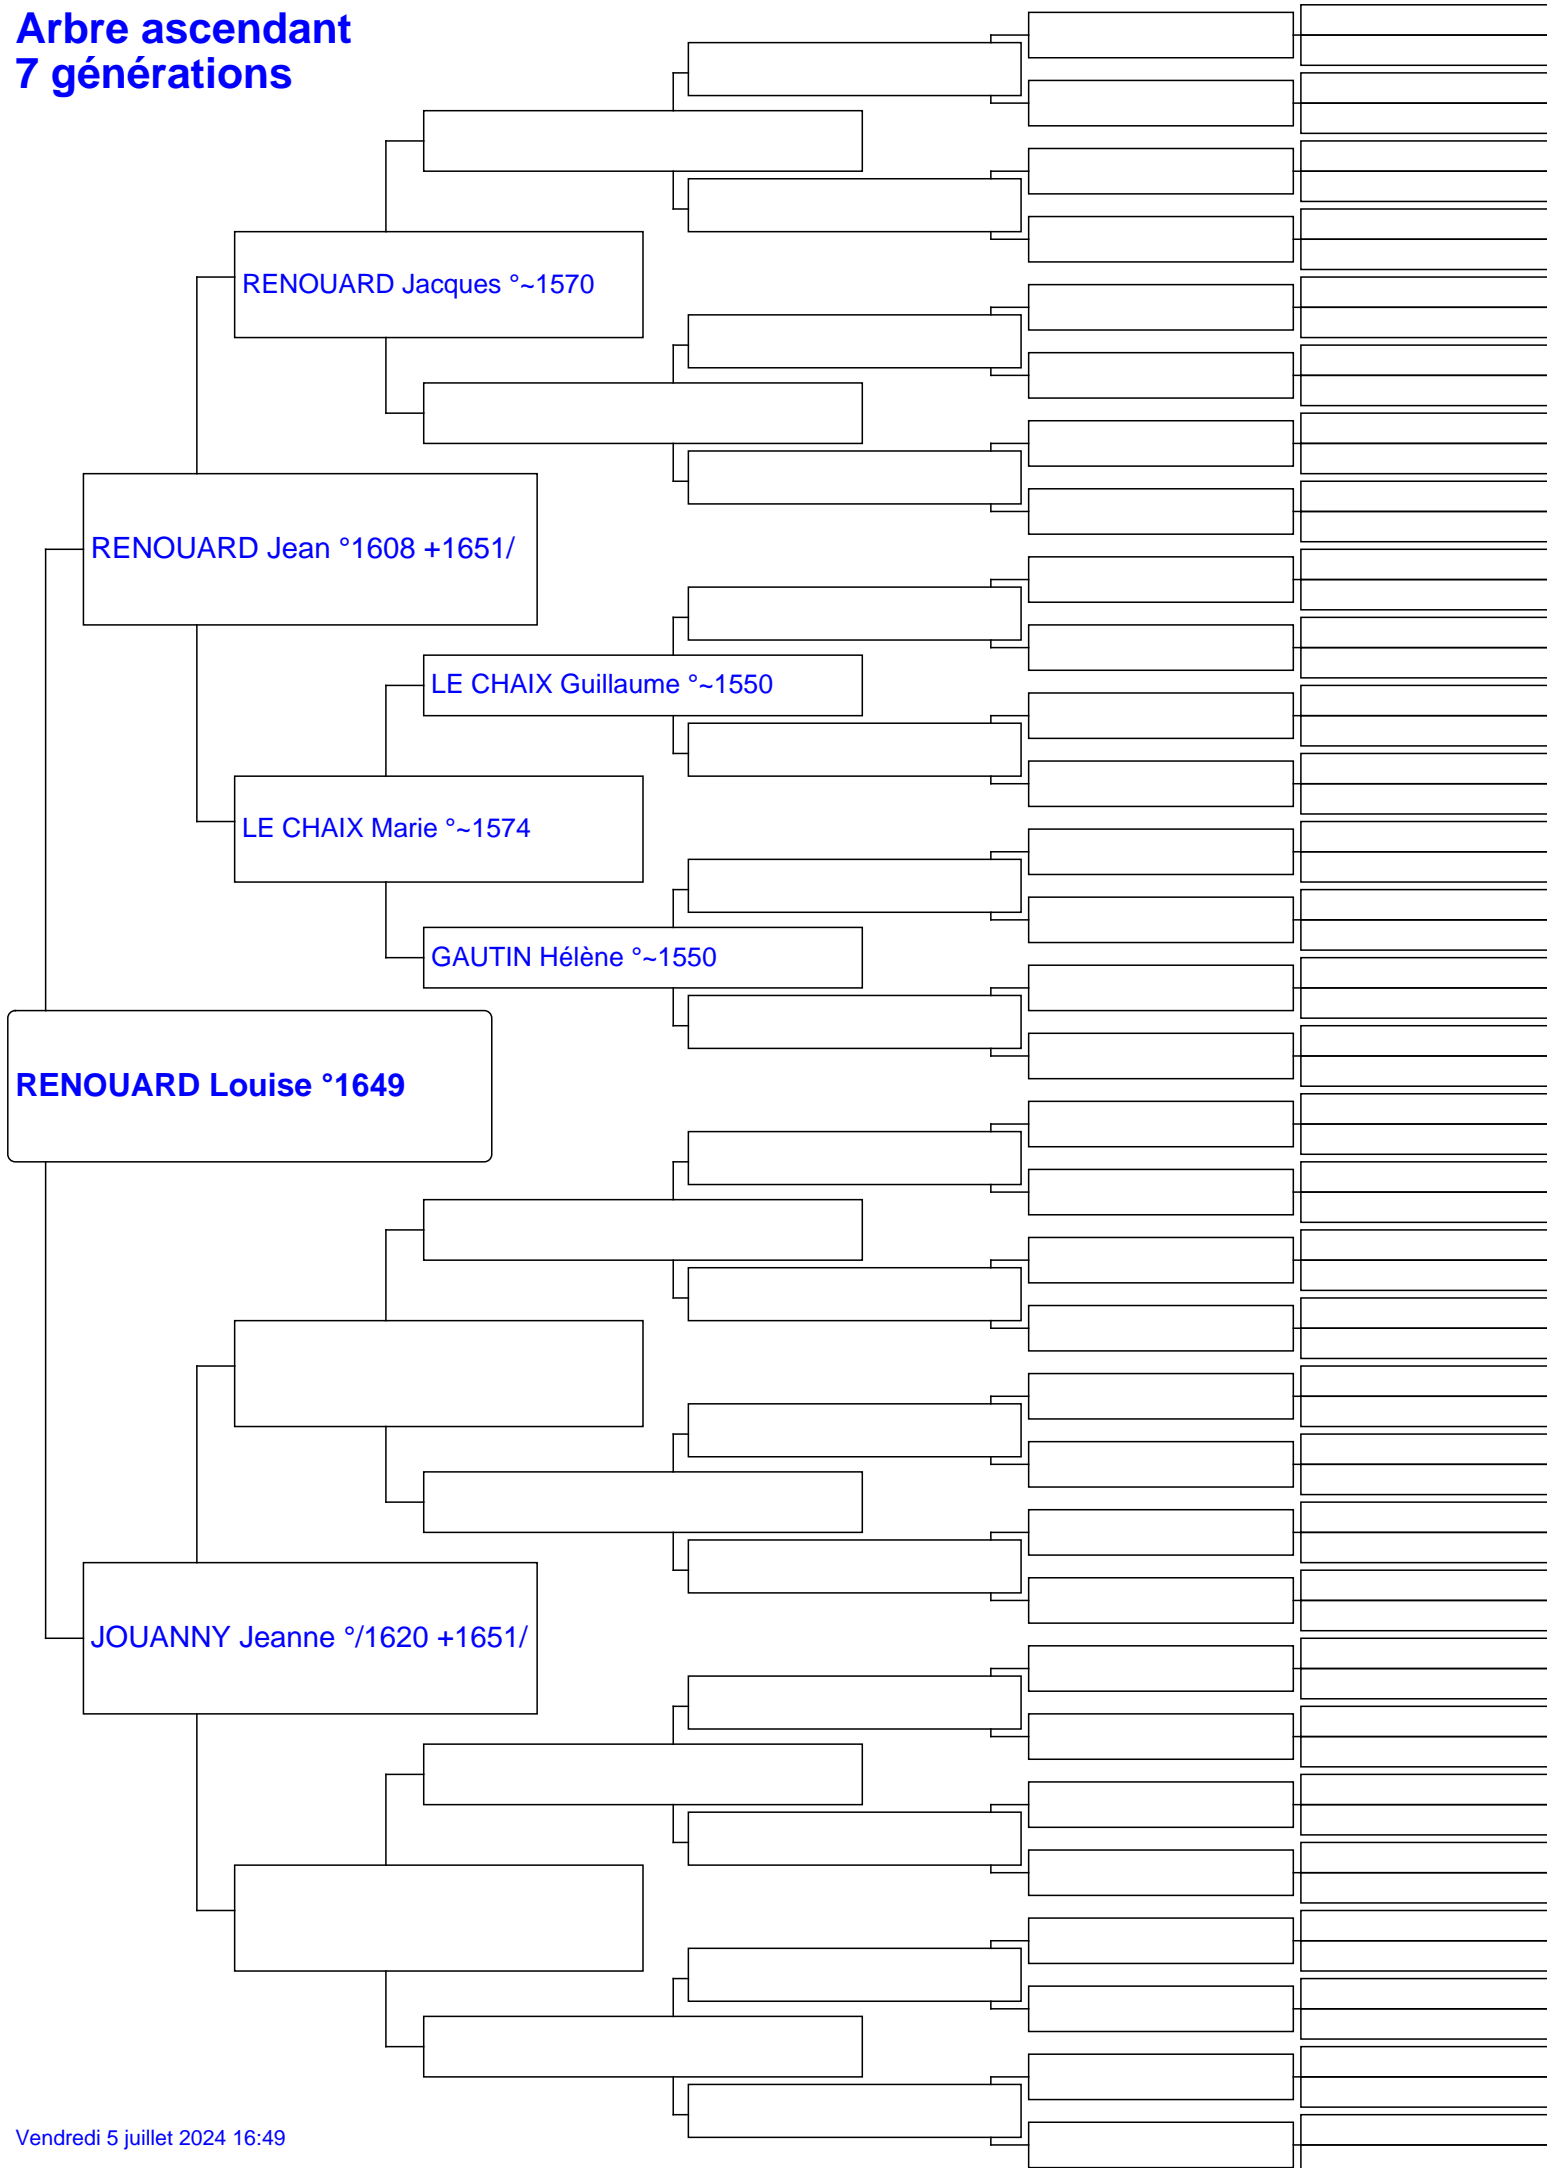 Arbre ascendant
7 générations
RENOUARD Jacques °~1570
RENOUARD Jean °1608 +1651/
LE CHAIX Guillaume °~1550
LE CHAIX Marie °~1574
GAUTIN Hélène °~1550
RENOUARD Louise °1649
JOUANNY Jeanne °/1620 +1651/
Vendredi 5 juillet 2024 16:49